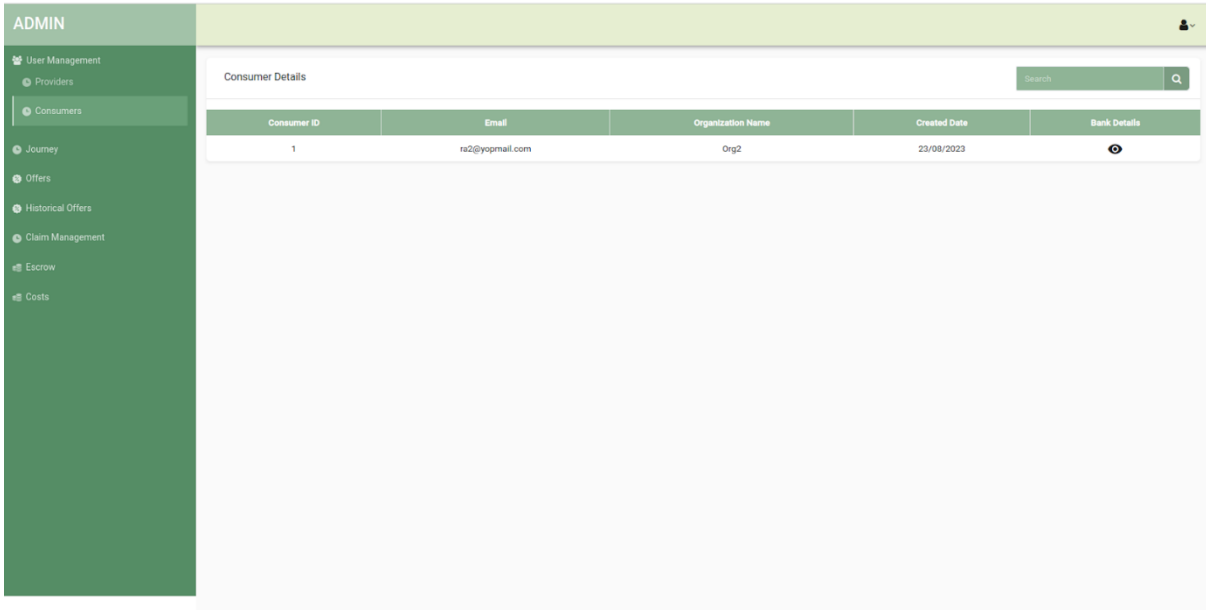 ADMIN
User Management
Providers
Consumers
Journey
Offers
Historical Offers
Claim Management
Escrow
Costs
Consumer Details
Search
Consumer ID Email Organization Name Created Date Bank Details
1 ra2@yopmail.com Org2 23/08/2023